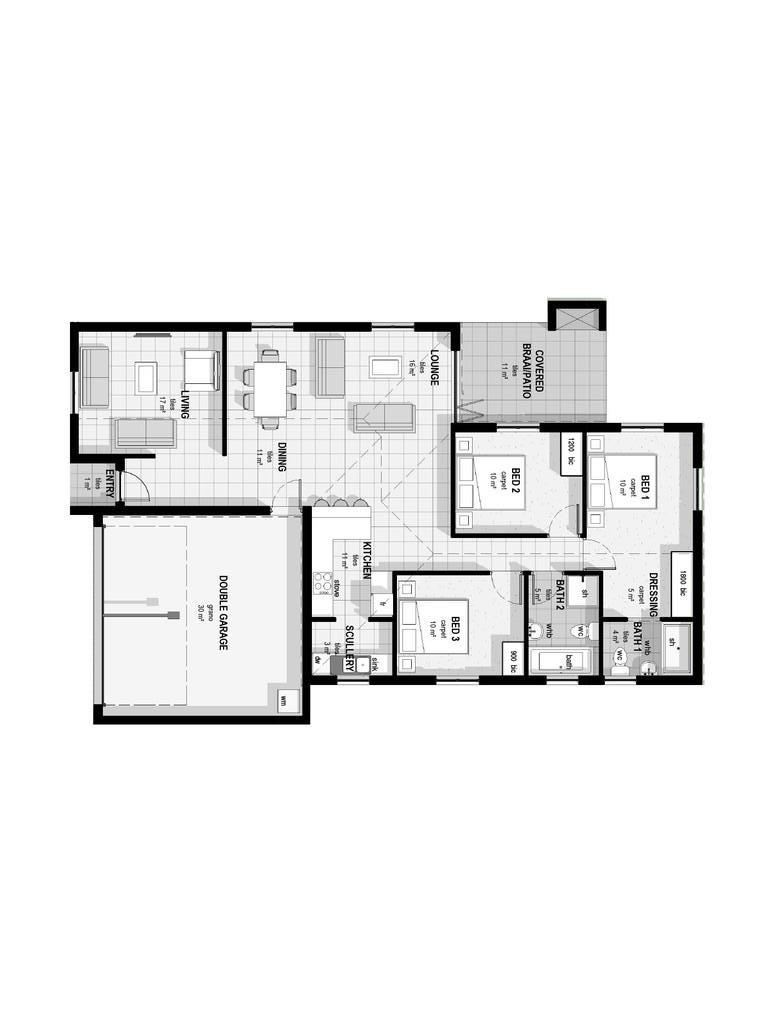 COVERED
BRAAI/PATIO
tiles
11 m²
LOUNGE
tiles
16 m²
LIVING
tiles
17 m²
DINING
tiles
11 m²
ENTRY
tiles
1 m²
BED 2
carpet
10 m²
1200 bic
BED 1
carpet
10 m²
DRESSING
carpet
5 m²
1800 bic
KITCHEN
tiles
11 m²
stove
fr
SCULLERY
tiles
3 m²
dw
sink
BED 3
carpet
10 m²
900 bic
BATH 2
tiles
5 m²
sh
whb
wc
bath
BATH 1
tiles
4 m²
whb
wc
sh
DOUBLE GARAGE
grano
30 m²
wm